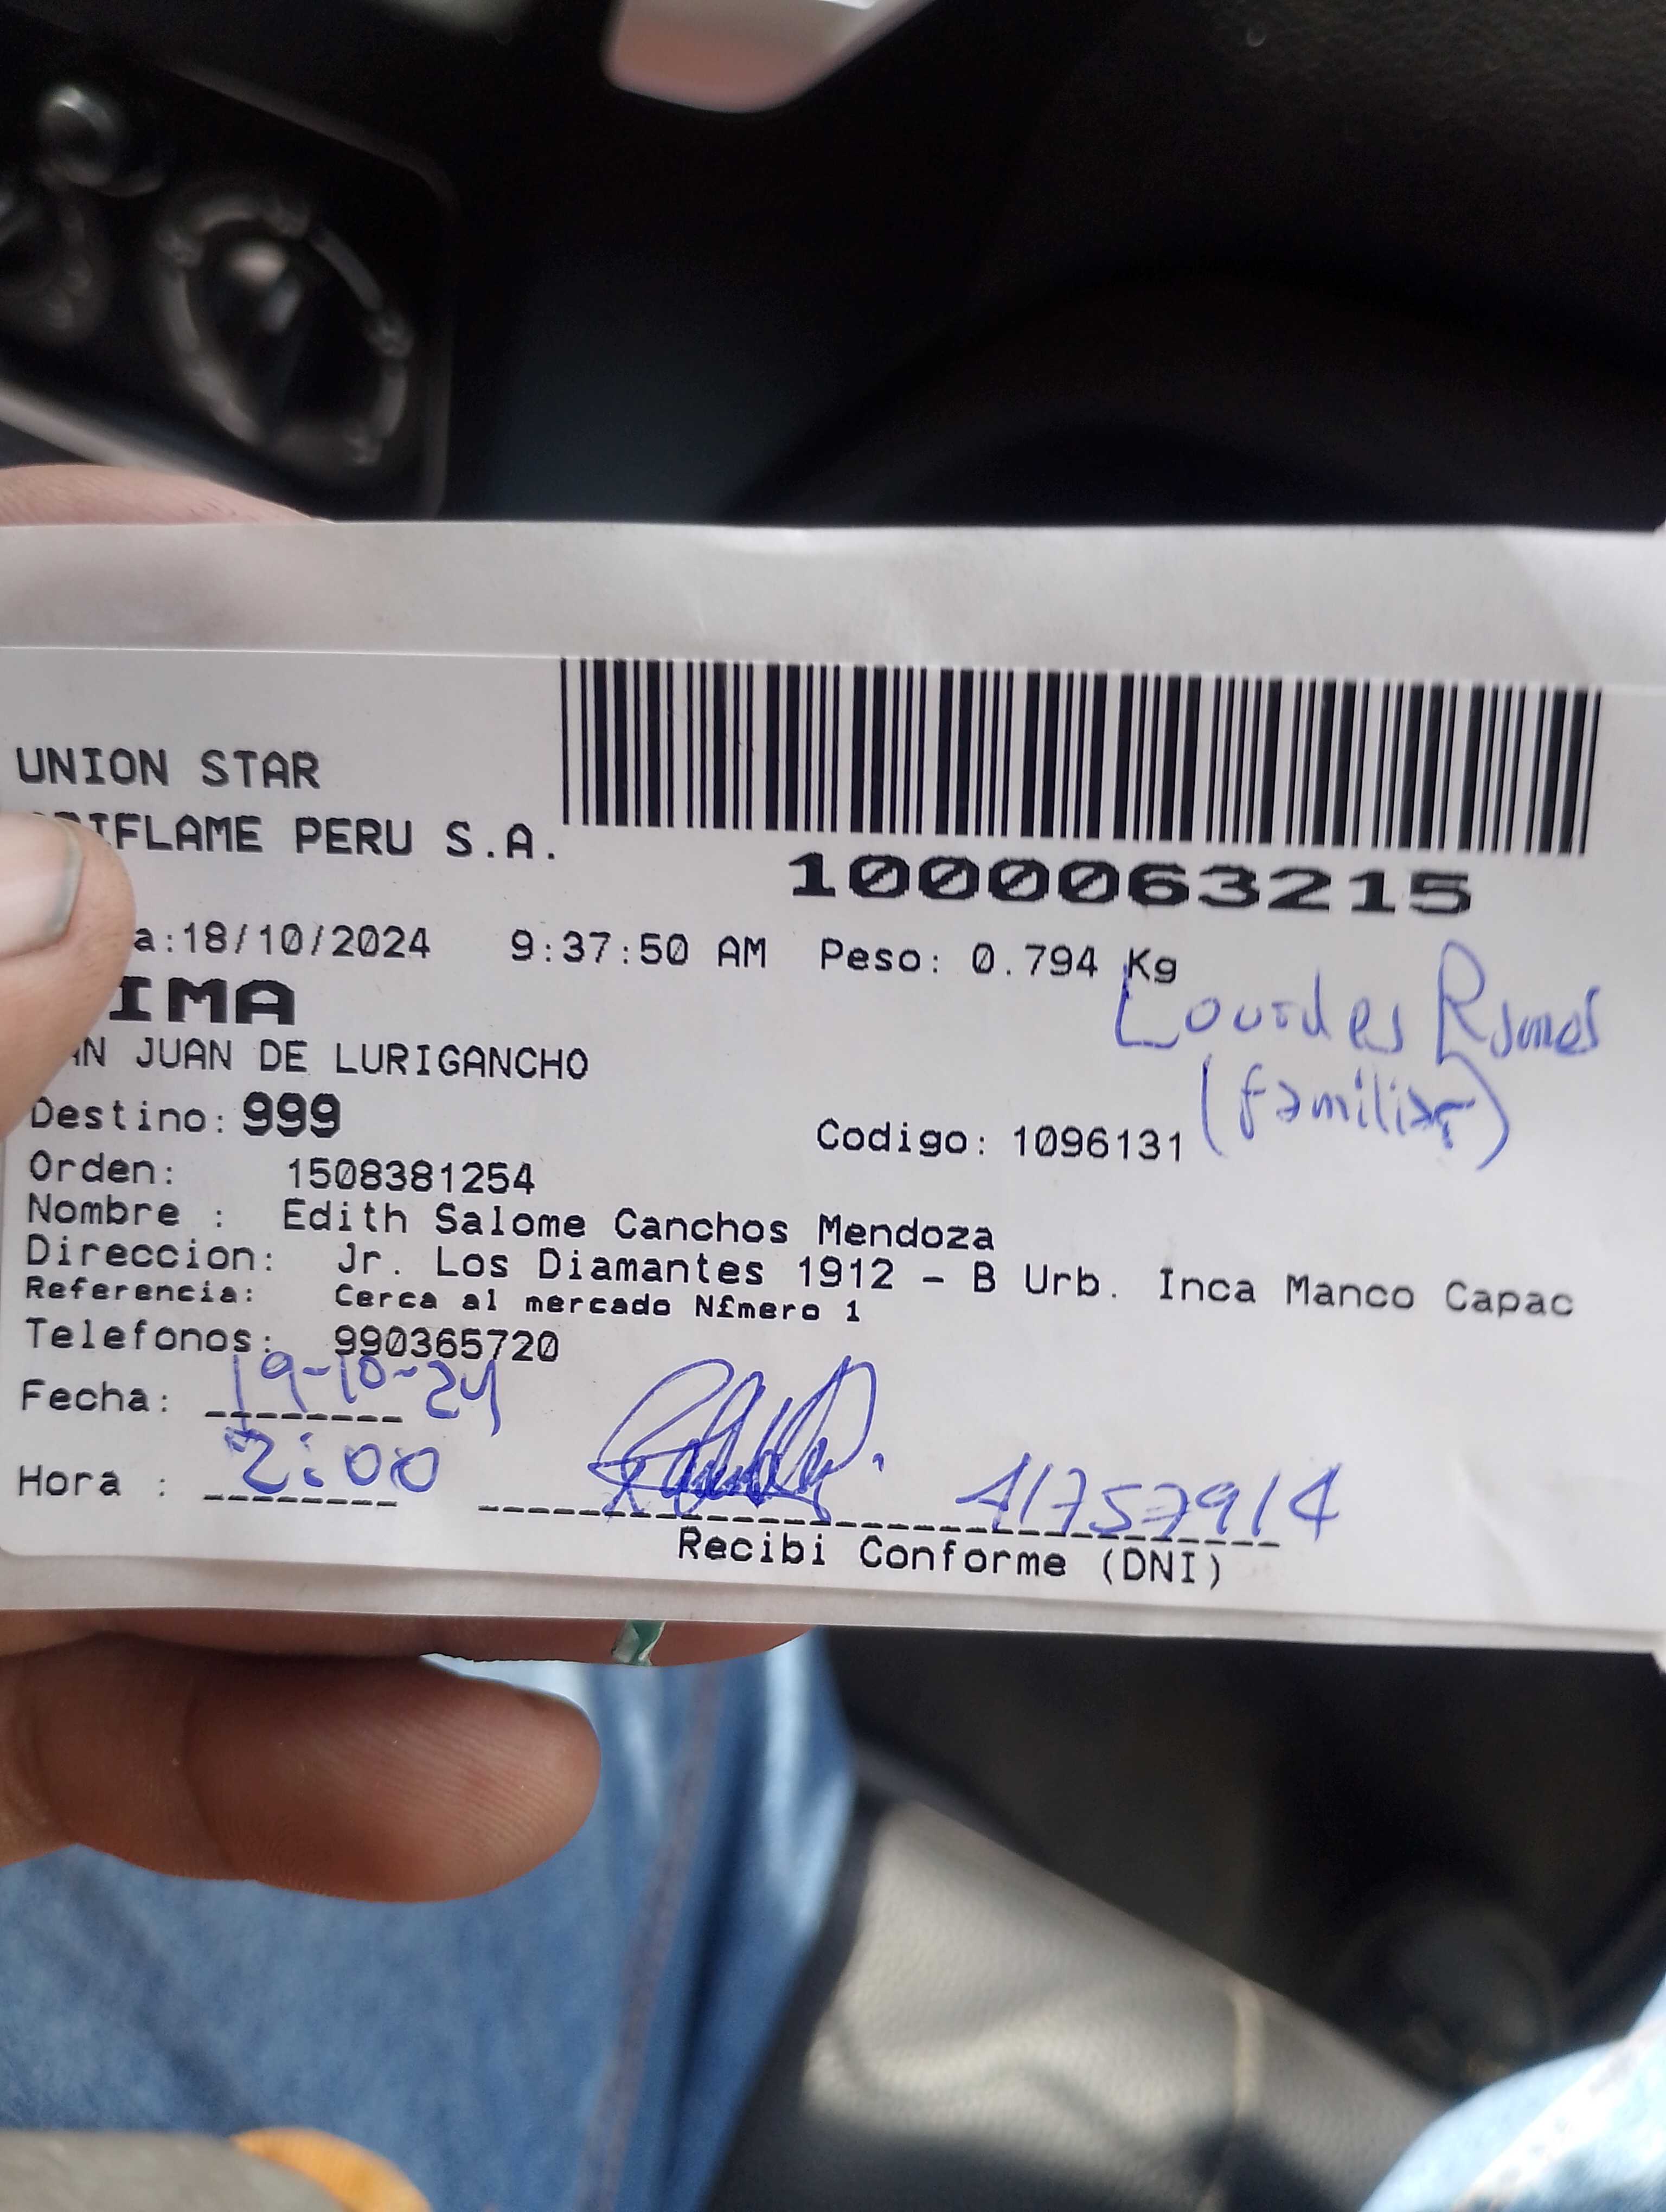 UNION STAR
RIFLAME PERU S.A.
1000063215
a:18/10/2024 9:37:50 AM Peso: 0.794 Kg
IMA
Lourdes
AN JUAN DE LURIGANCHO
(familiar)
Destino: 999
Codigo: 1096131
Orden: 1508381254
Nombre : Edith Salome Canchos Mendoza
Direccion: Jr. Los Diamantes 1912 - B Urb. Inca Manco Capac
Referencia: Cerca al mercado N£mero 1
Telefonos: 990365720
Fecha: 19-10-24
Hora : 2:00
41757914
Recibi Conforme (DNI)